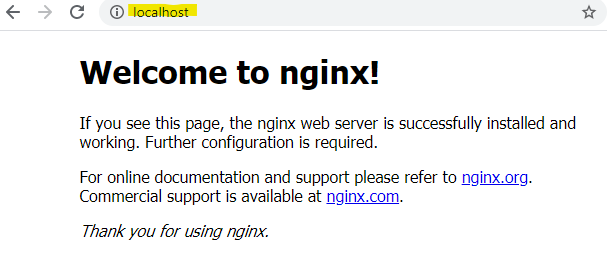 localhost
Welcome to nginx!
If you see this page, the nginx web server is successfully installed and
working. Further configuration is required.
For online documentation and support please refer to nginx.org.
Commercial support is available at nginx.com.
Thank you for using nginx.